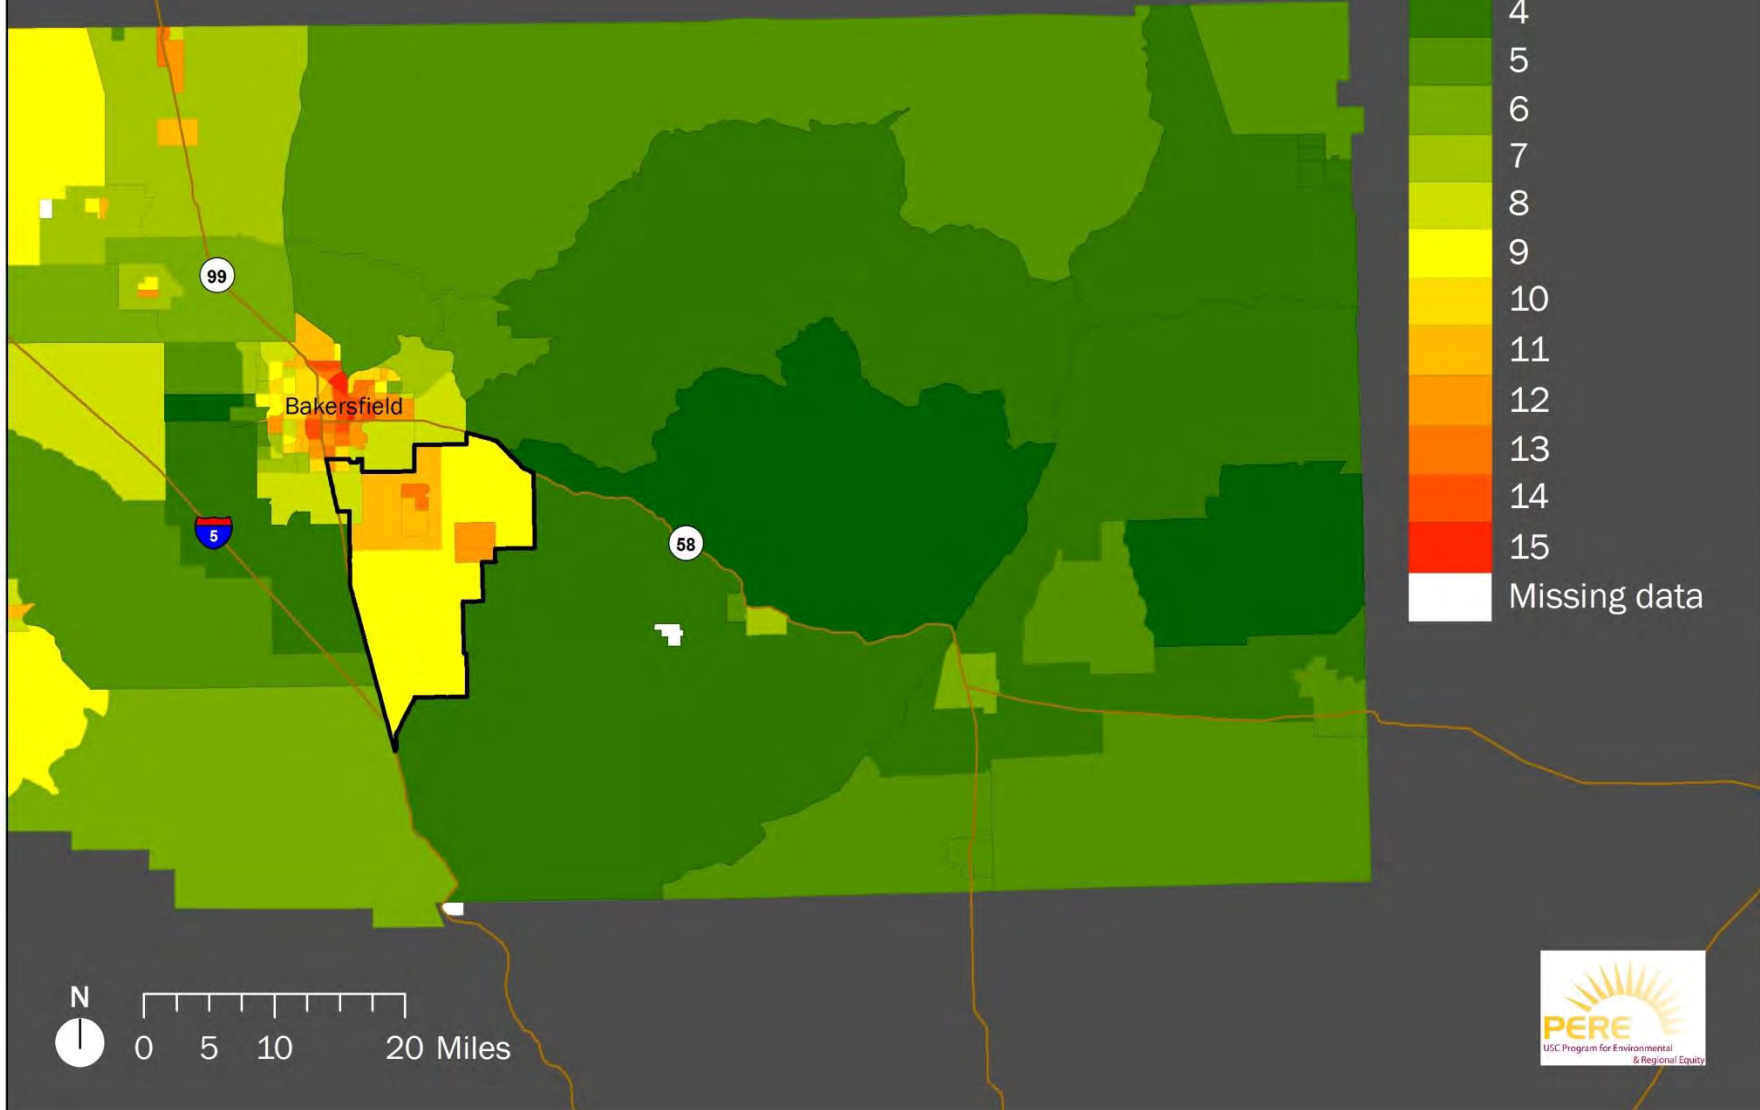 4
5
6
7
8
9
10
11
12
13
14
15
Missing data
99
Bakersfield
5
58
N
0 5 10 20 Miles
PERE
USC Program for Environmental
& Regional Equity